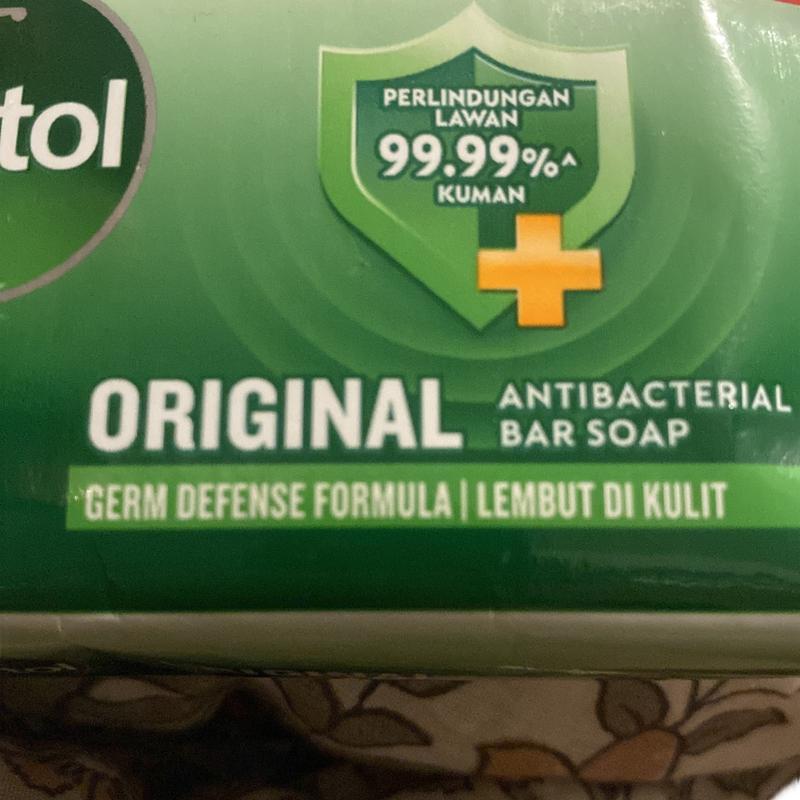 tol
PERLINDUNGAN
LAWAN
99.99%^
KUMAN
ORIGINAL
ANTIBACTERIAL
BAR SOAP
GERM DEFENSE FORMULA | LEMBUT DI KULIT